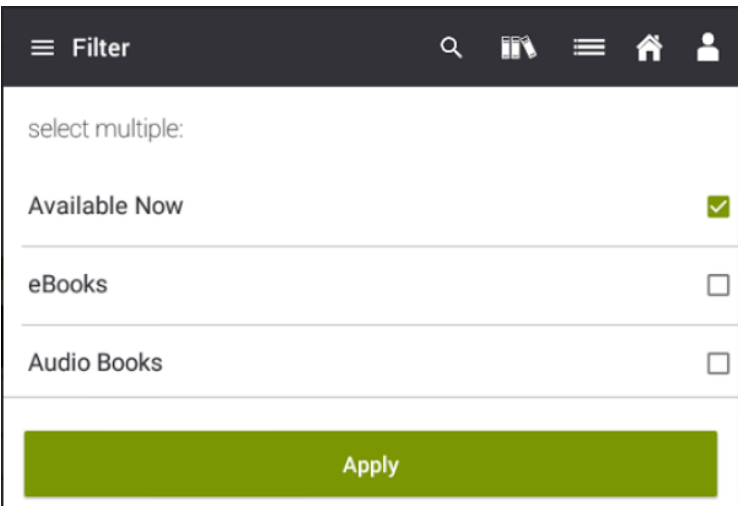 Filter
select multiple:
Available Now
eBooks
Audio Books
Apply